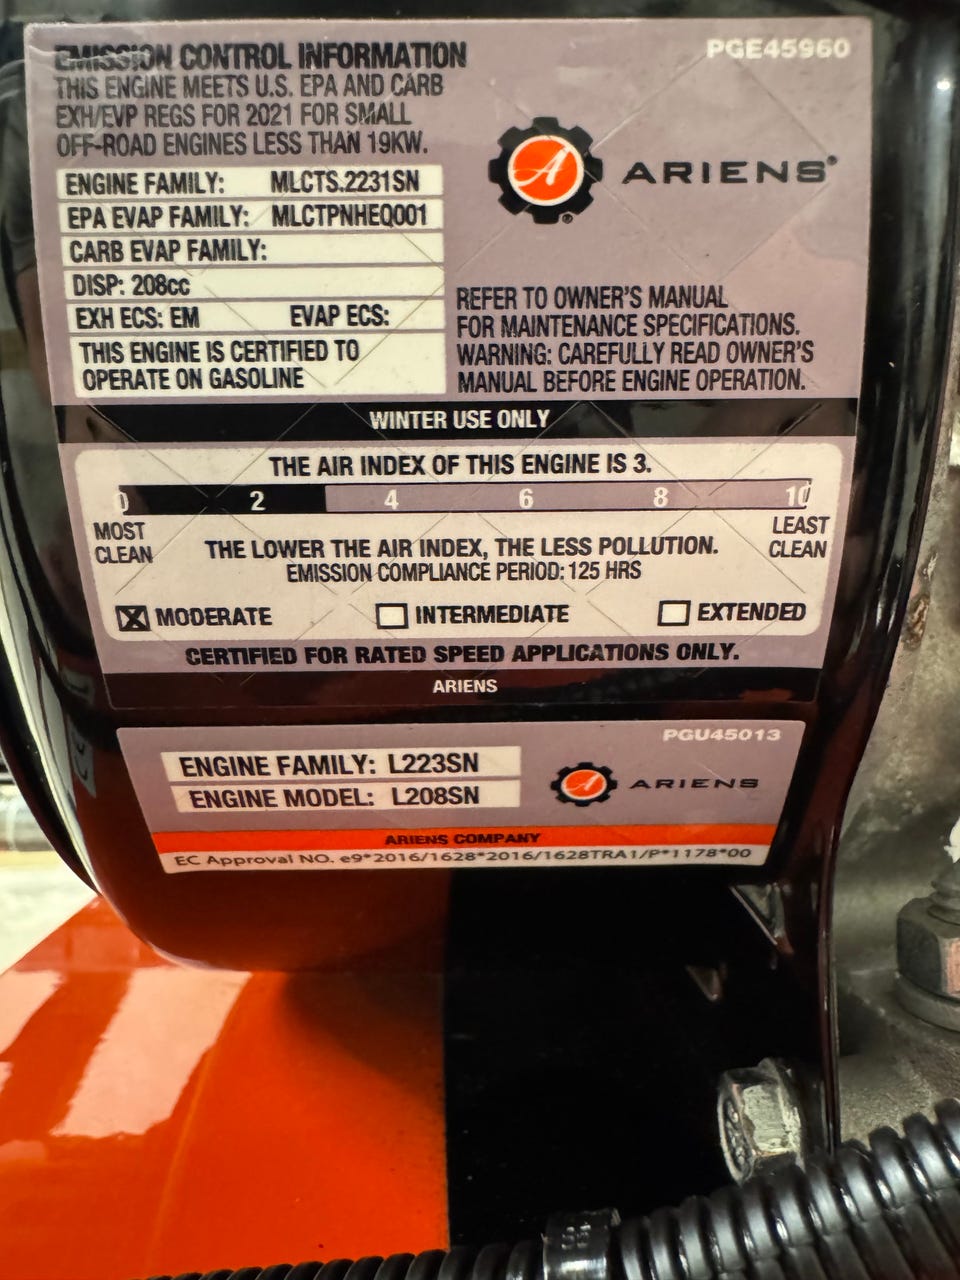 EMISSION CONTROL INFORMATION
PGE45960
THIS ENGINE MEETS U.S. EPA AND CARB
EXH/EVP REGS FOR 2021 FOR SMALL
OFF-ROAD ENGINES LESS THAN 19KW.
A ARIENS®
ENGINE FAMILY: MLCTS.2231SN
EPA EVAP FAMILY: MLCTPNHEQ001
CARB EVAP FAMILY:
DISP: 208cc
EXH ECS: EM EVAP ECS:
THIS ENGINE IS CERTIFIED TO
OPERATE ON GASOLINE
REFER TO OWNER'S MANUAL
FOR MAINTENANCE SPECIFICATIONS.
WARNING: CAREFULLY READ OWNER'S
MANUAL BEFORE ENGINE OPERATION.
WINTER USE ONLY
THE AIR INDEX OF THIS ENGINE IS 3.
0 2 4 6 8 10
MOST
CLEAN
LEAST
CLEAN
THE LOWER THE AIR INDEX, THE LESS POLLUTION.
EMISSION COMPLIANCE PERIOD: 125 HRS
☒ MODERATE ☐ INTERMEDIATE ☐ EXTENDED
CERTIFIED FOR RATED SPEED APPLICATIONS ONLY.
ARIENS
PGU45013
ENGINE FAMILY: L223SN
ENGINE MODEL: L208SN
A ARIENS
ARIENS COMPANY
EC Approval NO. e9*2016/1628*2016/1628TRA1/P*1178*00